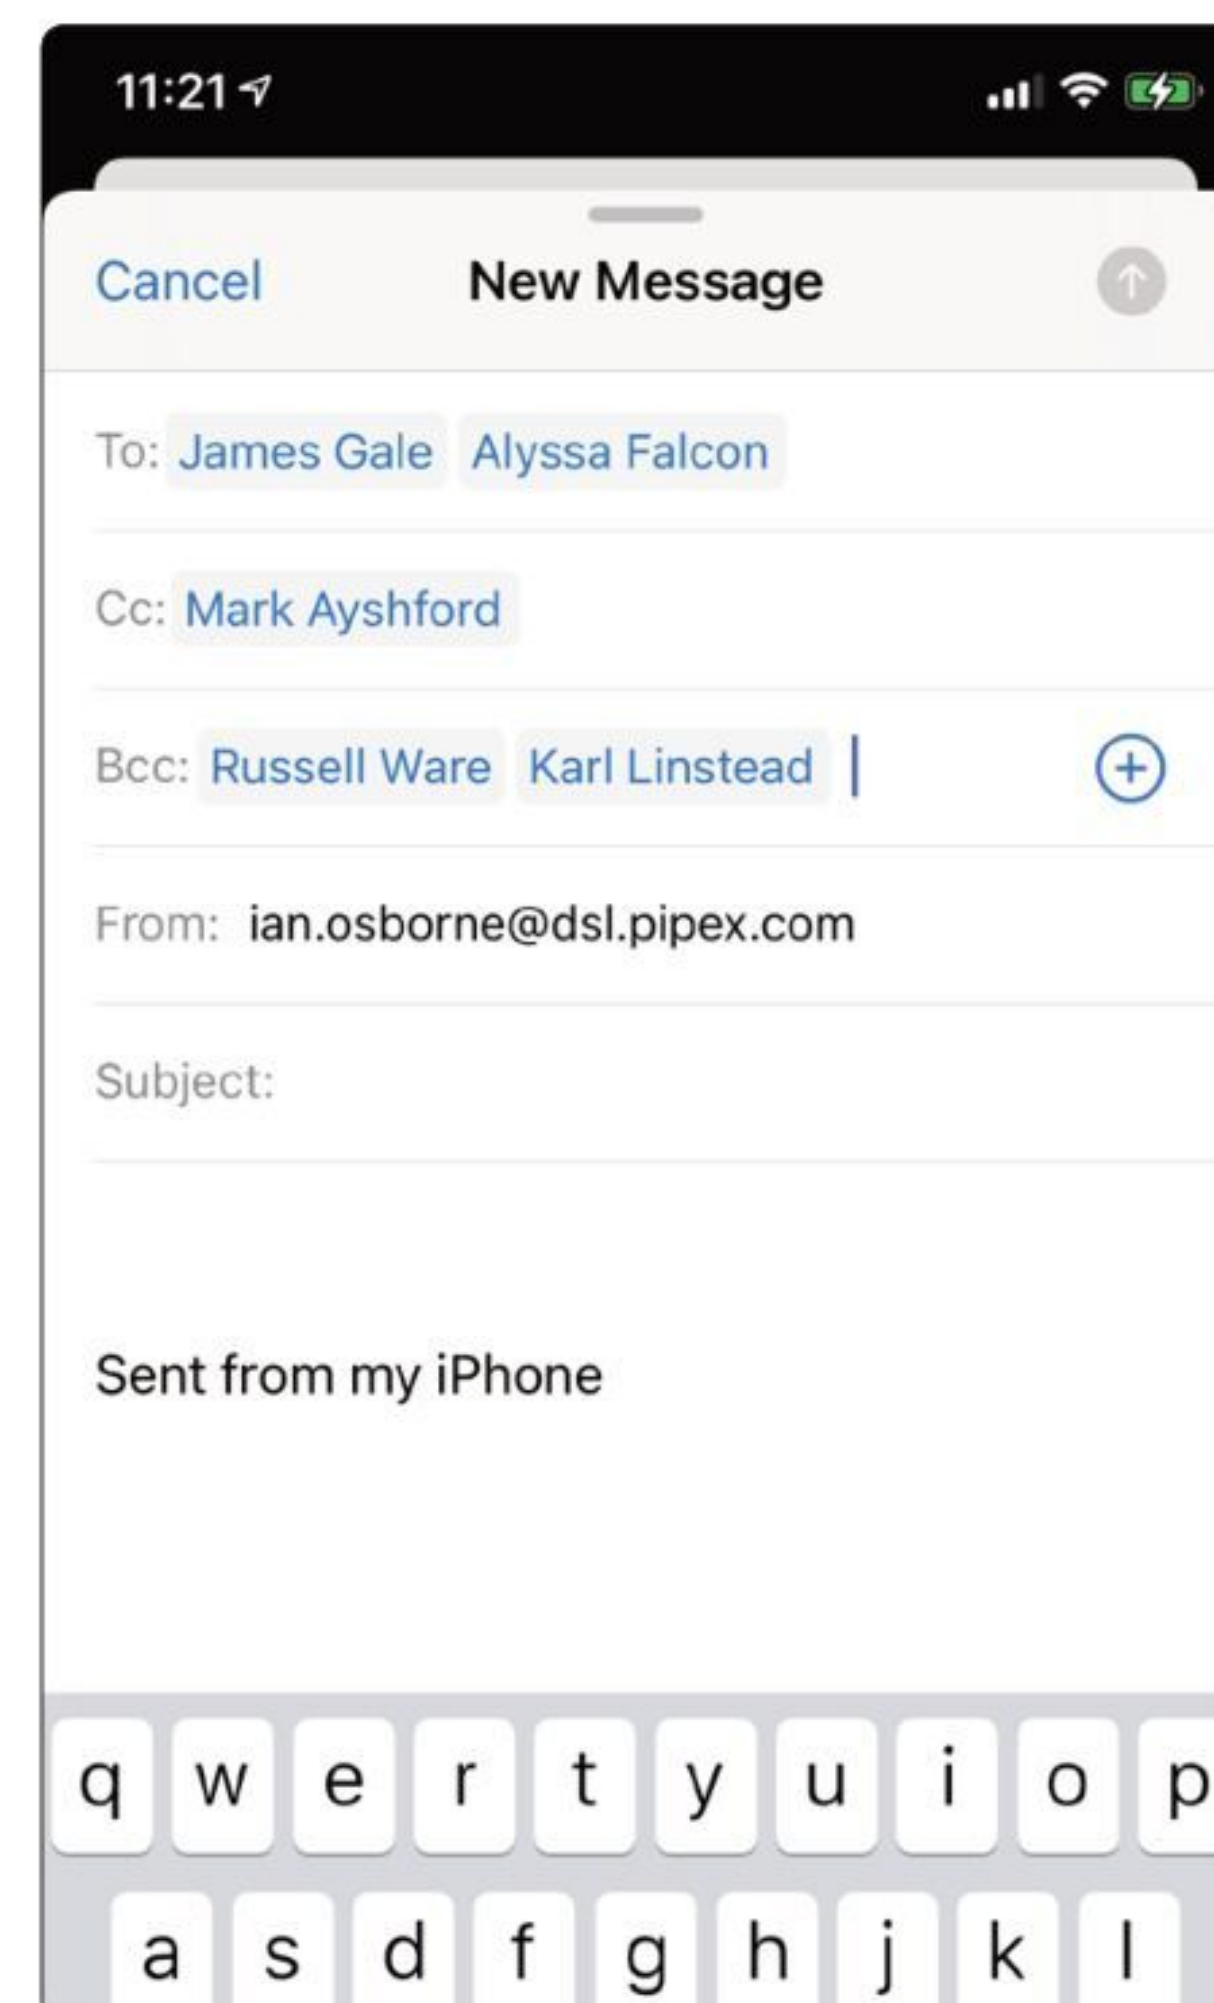 11:21
Cancel New Message
To: James Gale Alyssa Falcon
Cc: Mark Ayshford
Bcc: Russell Ware Karl Linstead
From: ian.osborne@dsl.pipex.com
Subject:
Sent from my iPhone
q w e r t y u i o p
a s d f g h j k l